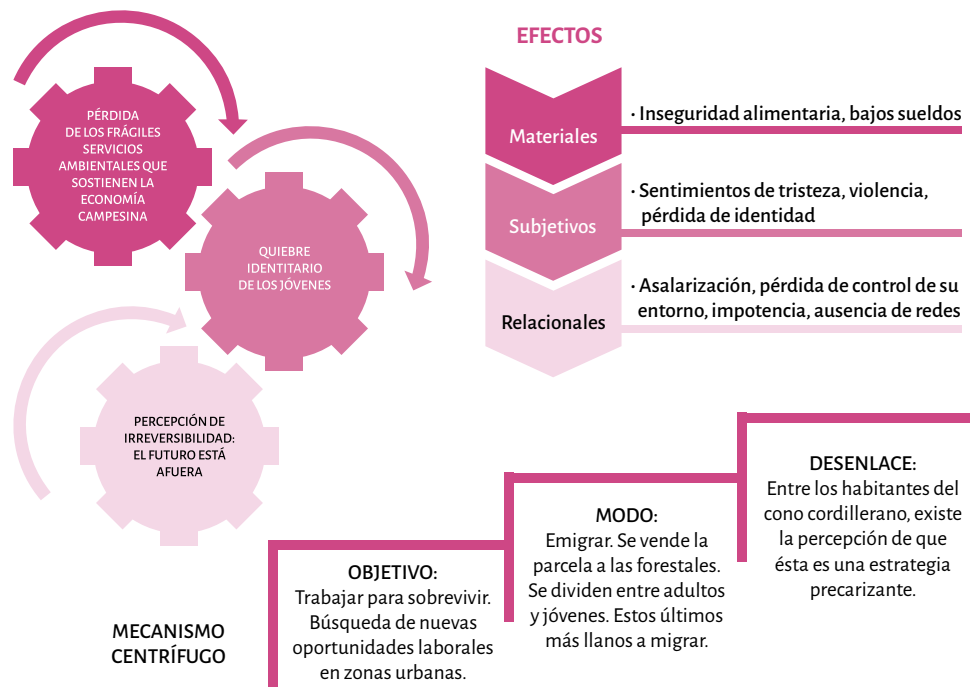 PÉRDIDA
DE LOS FRÁGILES
SERVICIOS
AMBIENTALES QUE
SOSTIENEN LA
ECONOMÍA
CAMPESINA
QUIEBRE
IDENTITARIO
DE LOS JÓVENES
PERCEPCIÓN DE
IRREVERSIBILIDAD:
EL FUTURO ESTÁ
AFUERA
EFECTOS
Materiales
· Inseguridad alimentaria, bajos sueldos
Subjetivos
· Sentimientos de tristeza, violencia,
pérdida de identidad
Relacionales
· Asalarización, pérdida de control de su
entorno, impotencia, ausencia de redes
MECANISMO
CENTRÍFUGO
OBJETIVO:
Trabajar para sobrevivir.
Búsqueda de nuevas
oportunidades laborales
en zonas urbanas.
MODO:
Emigrar. Se vende la
parcela a las forestales.
Se dividen entre adultos
y jóvenes. Estos últimos
más llanos a migrar.
DESENLACE:
Entre los habitantes del
cono cordillerano, existe
la percepción de que
ésta es una estrategia
precarizante.